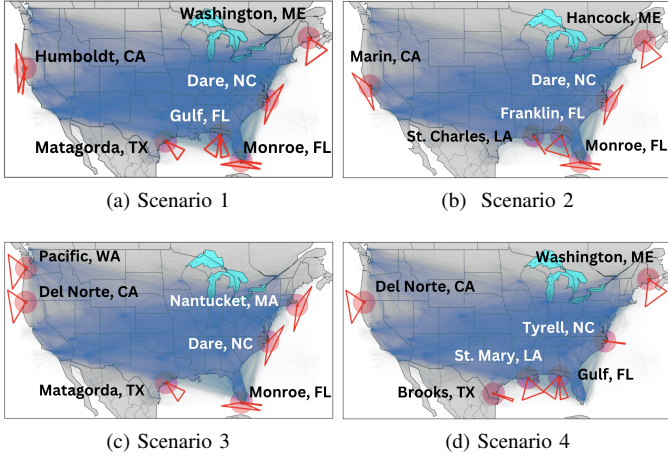 Washington, ME
Humboldt, CA
Dare, NC
Gulf, FL
Matagorda, TX
Monroe, FL
(a) Scenario 1
Hancock, ME
Marin, CA
Dare, NC
Franklin, FL
St. Charles, LA
Monroe, FL
(b) Scenario 2
Pacific, WA
Del Norte, CA
Nantucket, MA
Dare, NC
Matagorda, TX
Monroe, FL
(c) Scenario 3
Washington, ME
Del Norte, CA
Tyrell, NC
St. Mary, LA
Gulf, FL
Brooks, TX
(d) Scenario 4